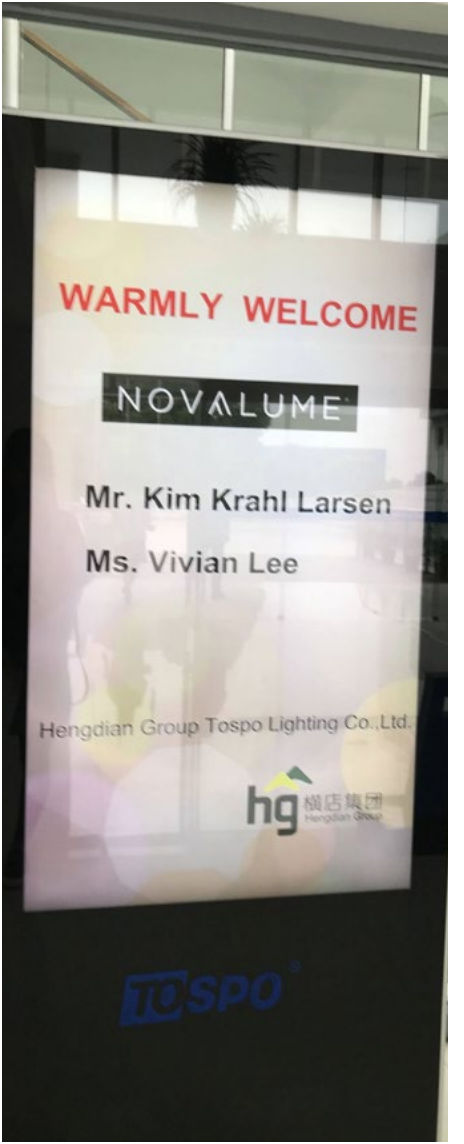 WARMLY WELCOME
NOVALUME
Mr. Kim Krahl Larsen
Ms. Vivian Lee
Hengdian Group Tospo Lighting Co.,Ltd.
hg 横店集团
Hengdian Group
TOSPO®